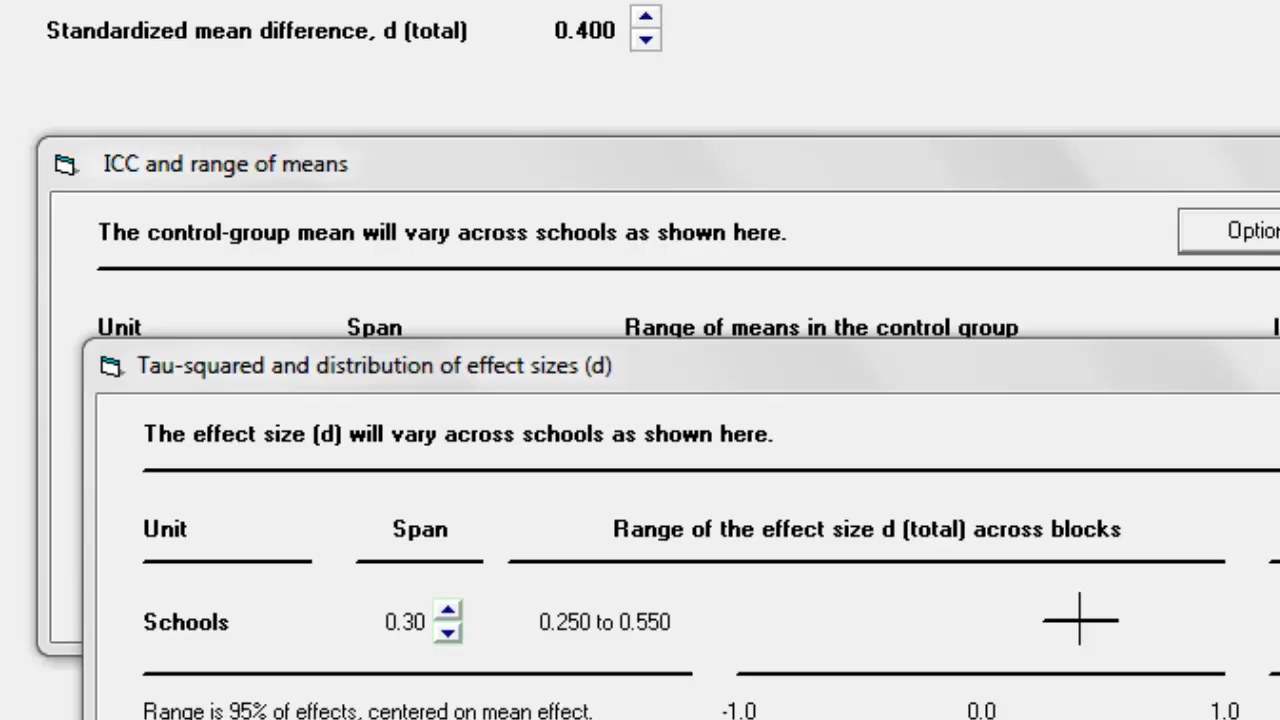 Standardized mean difference, d (total) 0.400
ICC and range of means
The control-group mean will vary across schools as shown here.
Unit Span Range of means in the control group
Tau-squared and distribution of effect sizes (d)
The effect size (d) will vary across schools as shown here.
Unit Span Range of the effect size d (total) across blocks
Schools 0.30 0.250 to 0.550
Range is 95% of effects, centered on mean effect. -1.0 0.0 1.0